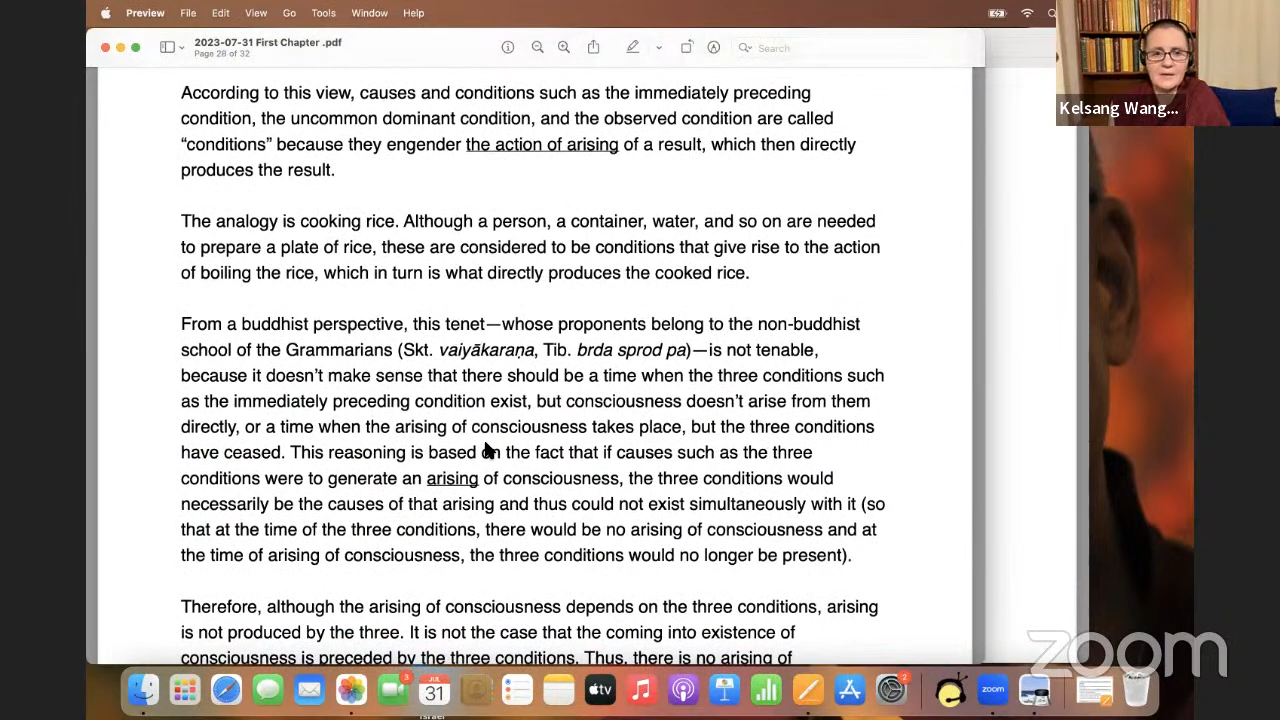 Preview File Edit View Go Tools Window Help
2023-07-31 First Chapter .pdf
Page 28 of 32
Search
Kelsang Wang...
According to this view, causes and conditions such as the immediately preceding
condition, the uncommon dominant condition, and the observed condition are called
“conditions” because they engender the action of arising of a result, which then directly
produces the result.
The analogy is cooking rice. Although a person, a container, water, and so on are needed
to prepare a plate of rice, these are considered to be conditions that give rise to the action
of boiling the rice, which in turn is what directly produces the cooked rice.
From a buddhist perspective, this tenet—whose proponents belong to the non-buddhist
school of the Grammarians (Skt. vaiyākaraṇa, Tib. brda sprod pa)—is not tenable,
because it doesn’t make sense that there should be a time when the three conditions such
as the immediately preceding condition exist, but consciousness doesn’t arise from them
directly, or a time when the arising of consciousness takes place, but the three conditions
have ceased. This reasoning is based on the fact that if causes such as the three
conditions were to generate an arising of consciousness, the three conditions would
necessarily be the causes of that arising and thus could not exist simultaneously with it (so
that at the time of the three conditions, there would be no arising of consciousness and at
the time of arising of consciousness, the three conditions would no longer be present).
Therefore, although the arising of consciousness depends on the three conditions, arising
is not produced by the three. It is not the case that the coming into existence of
consciousness is preceded by the three conditions. Thus, there is no arising of
zoom
3
JUL
31
tv
2
zoom
Israel